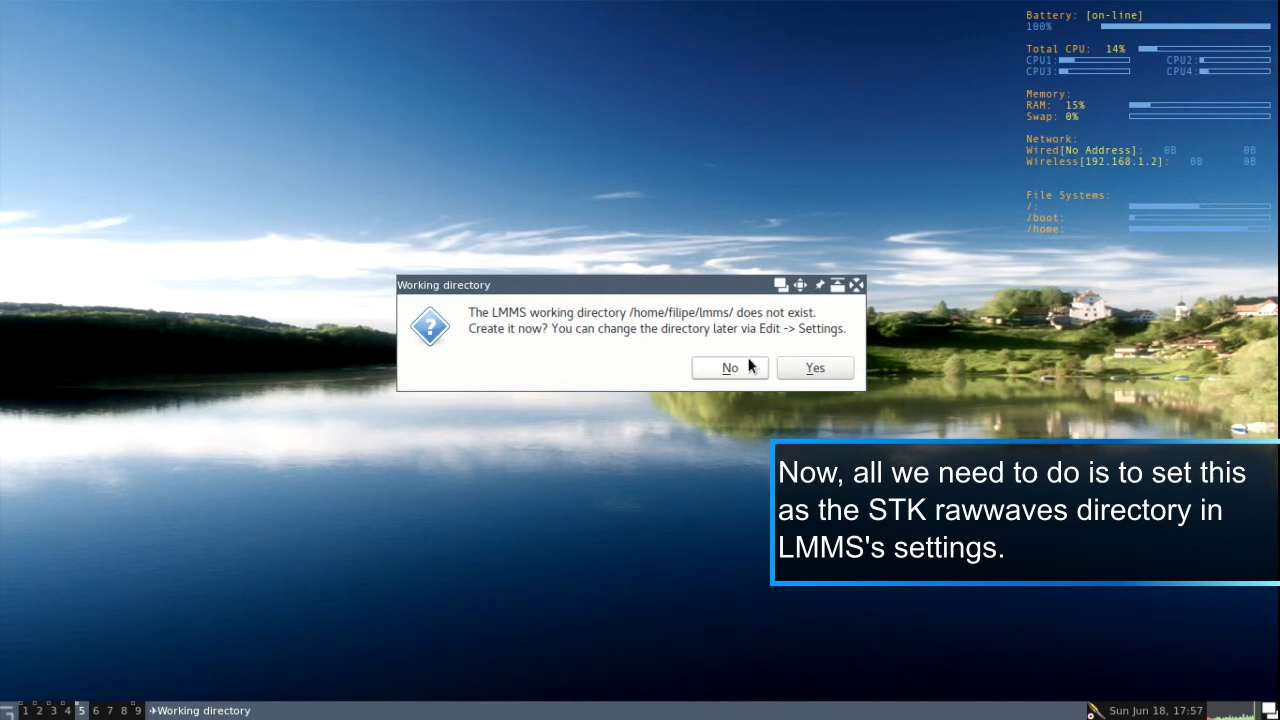 Battery: [on-line]
100%
Total CPU: 14%
CPU1: CPU2:
CPU3: CPU4:
Memory:
RAM: 15%
Swap: 0%
Network:
Wired[No Address]: 0B 0B
Wireless[192.168.1.2]: 0B 0B
File Systems:
/:
/boot:
/home:
Working directory
The LMMS working directory /home/filipe/lmms/ does not exist.
Create it now? You can change the directory later via Edit -> Settings.
No Yes
Now, all we need to do is to set this
as the STK rawwaves directory in
LMMS's settings.
1 2 3 4 5 6 7 8 9 Working directory Sun Jun 18, 17:57